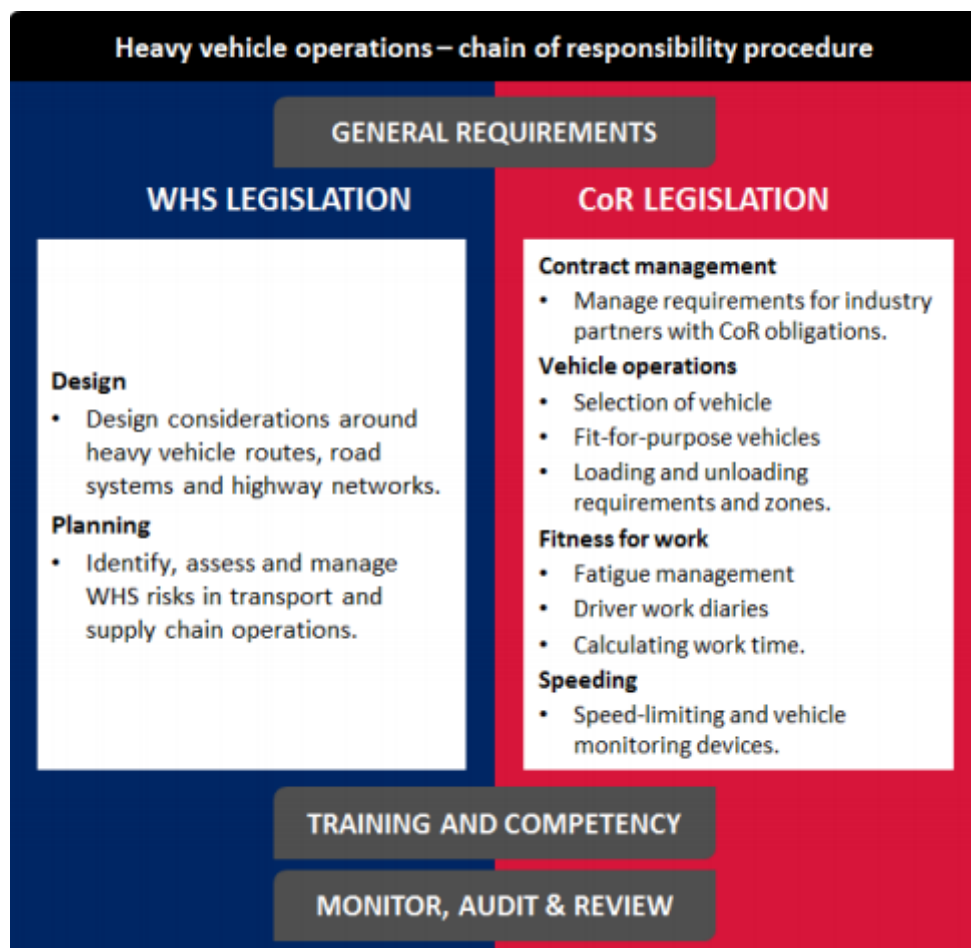 Heavy vehicle operations – chain of responsibility procedure
GENERAL REQUIREMENTS
WHS LEGISLATION
Design
• Design considerations around
heavy vehicle routes, road
systems and highway networks.
Planning
• Identify, assess and manage
WHS risks in transport and
supply chain operations.
CoR LEGISLATION
Contract management
• Manage requirements for industry
partners with CoR obligations.
Vehicle operations
• Selection of vehicle
• Fit-for-purpose vehicles
• Loading and unloading
requirements and zones.
Fitness for work
• Fatigue management
• Driver work diaries
• Calculating work time.
Speeding
• Speed-limiting and vehicle
monitoring devices.
TRAINING AND COMPETENCY
MONITOR, AUDIT & REVIEW